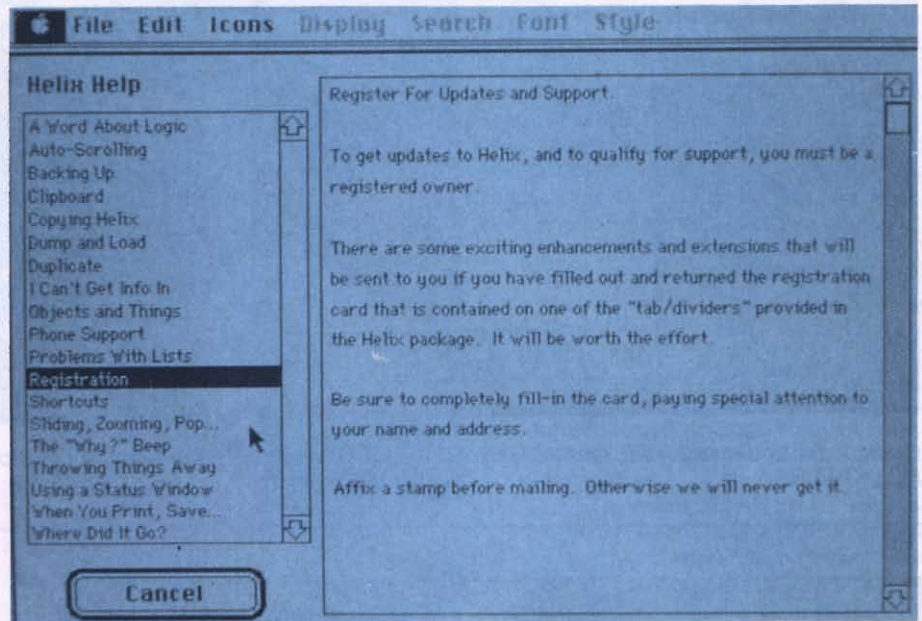 File Edit Icons Display Search Font Style
Helix Help
A Word About Logic
Auto-Scrolling
Backing Up
Clipboard
Copying Helix
Dump and Load
Duplicate
I Can't Get Info In
Objects and Things
Phone Support
Problems With Lists
Registration
Shortcuts
Sliding, Zooming, Pop...
The "Why?" Beep
Throwing Things Away
Using a Status Window
When You Print, Save...
Where Did It Go?
Cancel
Register For Updates and Support.
To get updates to Helix, and to qualify for support, you must be a
registered owner.
There are some exciting enhancements and extensions that will
be sent to you if you have filled out and returned the registration
card that is contained on one of the "tab/dividers" provided in
the Helix package. It will be worth the effort.
Be sure to completely fill-in the card, paying special attention to
your name and address.
Affix a stamp before mailing. Otherwise we will never get it.